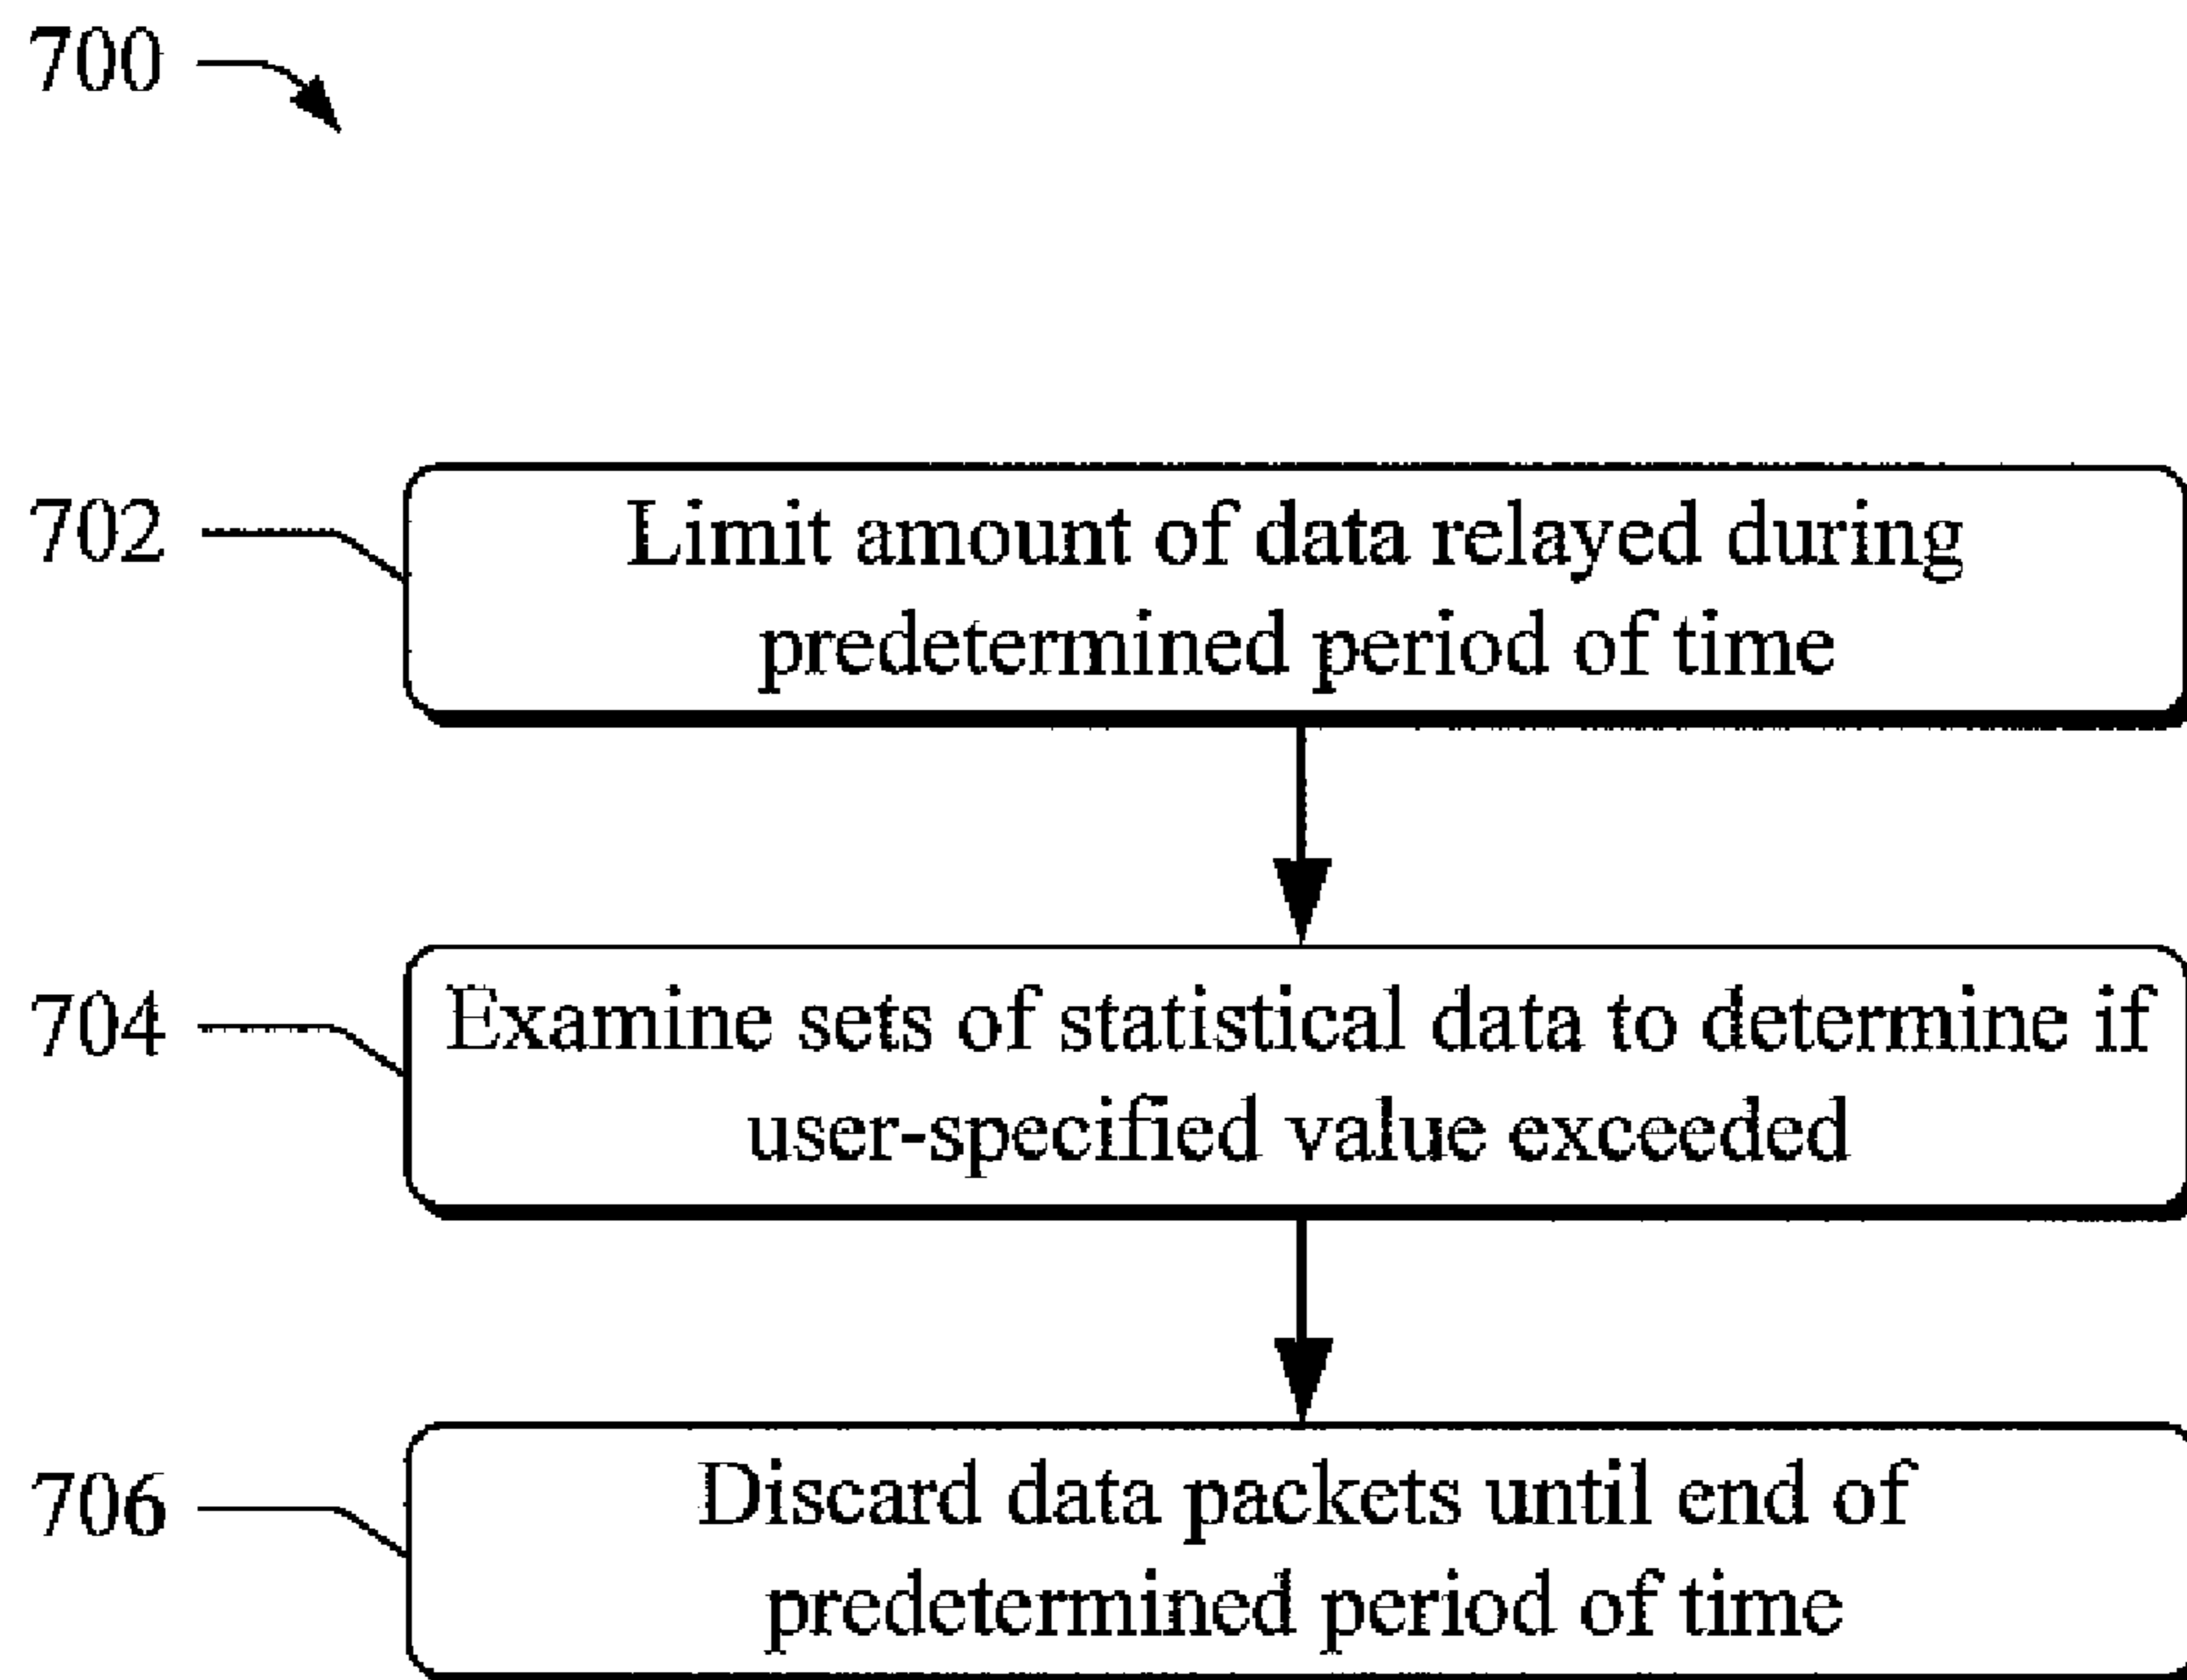 700
702
Limit amount of data relayed during
predetermined period of time
704
Examine sets of statistical data to determine if
user-specified value exceeded
706
Discard data packets until end of
predetermined period of time